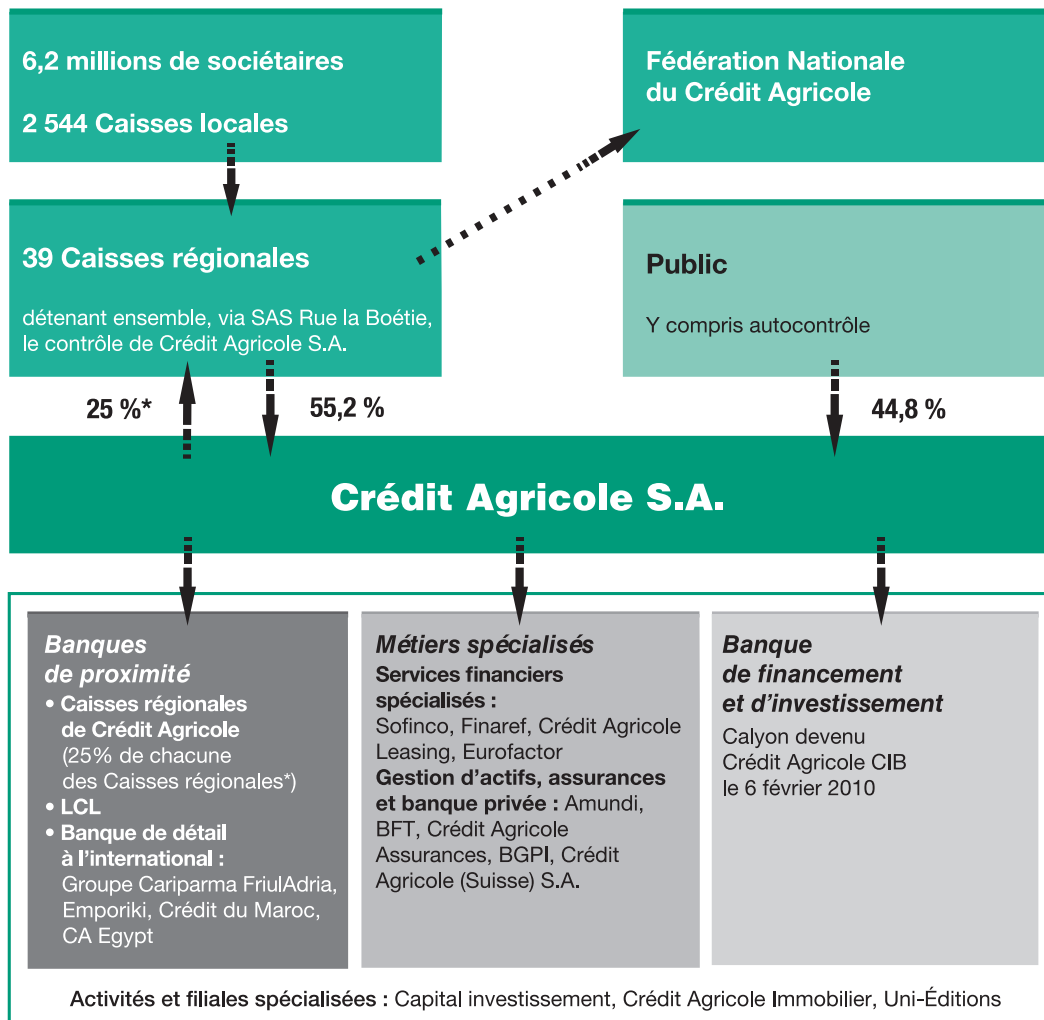 6,2 millions de sociétaires
2 544 Caisses locales
Fédération Nationale
du Crédit Agricole
39 Caisses régionales
détenant ensemble, via SAS Rue la Boétie,
le contrôle de Crédit Agricole S.A.
Public
Y compris autocontrôle
25 %*
55,2 %
44,8 %
Crédit Agricole S.A.
Banques
de proximité
• Caisses régionales
de Crédit Agricole
(25% de chacune
des Caisses régionales*)
• LCL
• Banque de détail
à l'international :
Groupe Cariparma FriulAdria,
Emporiki, Crédit du Maroc,
CA Egypt
Métiers spécialisés
Services financiers
spécialisés :
Sofinco, Finaref, Crédit Agricole
Leasing, Eurofactor
Gestion d'actifs, assurances
et banque privée : Amundi,
BFT, Crédit Agricole
Assurances, BGPI, Crédit
Agricole (Suisse) S.A.
Banque
de financement
et d'investissement
Calyon devenu
Crédit Agricole CIB
le 6 février 2010
Activités et filiales spécialisées : Capital investissement, Crédit Agricole Immobilier, Uni-Éditions